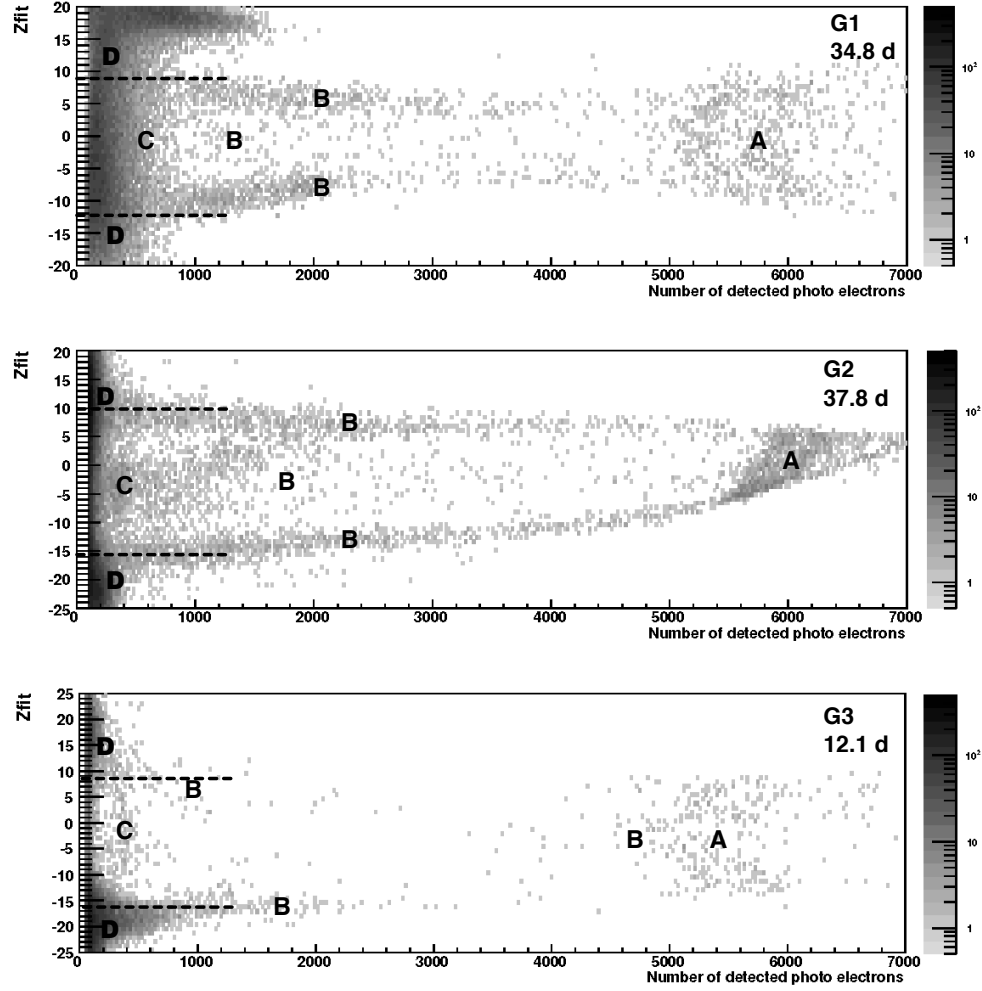 Zfit
20
15
10
5
0
-5
-10
-15
-20
D
C
B
B
B
D
A
G1
34.8 d
10²
10
1
0
1000
2000
3000
4000
5000
6000
7000
Number of detected photo electrons
Zfit
20
15
10
5
0
-5
-10
-15
-20
-25
D
C
B
B
B
D
A
G2
37.8 d
10²
10
1
0
1000
2000
3000
4000
5000
6000
7000
Number of detected photo electrons
Zfit
25
20
15
10
5
0
-5
-10
-15
-20
-25
D
B
C
B
D
B
A
G3
12.1 d
10²
10
1
0
1000
2000
3000
4000
5000
6000
7000
Number of detected photo electrons